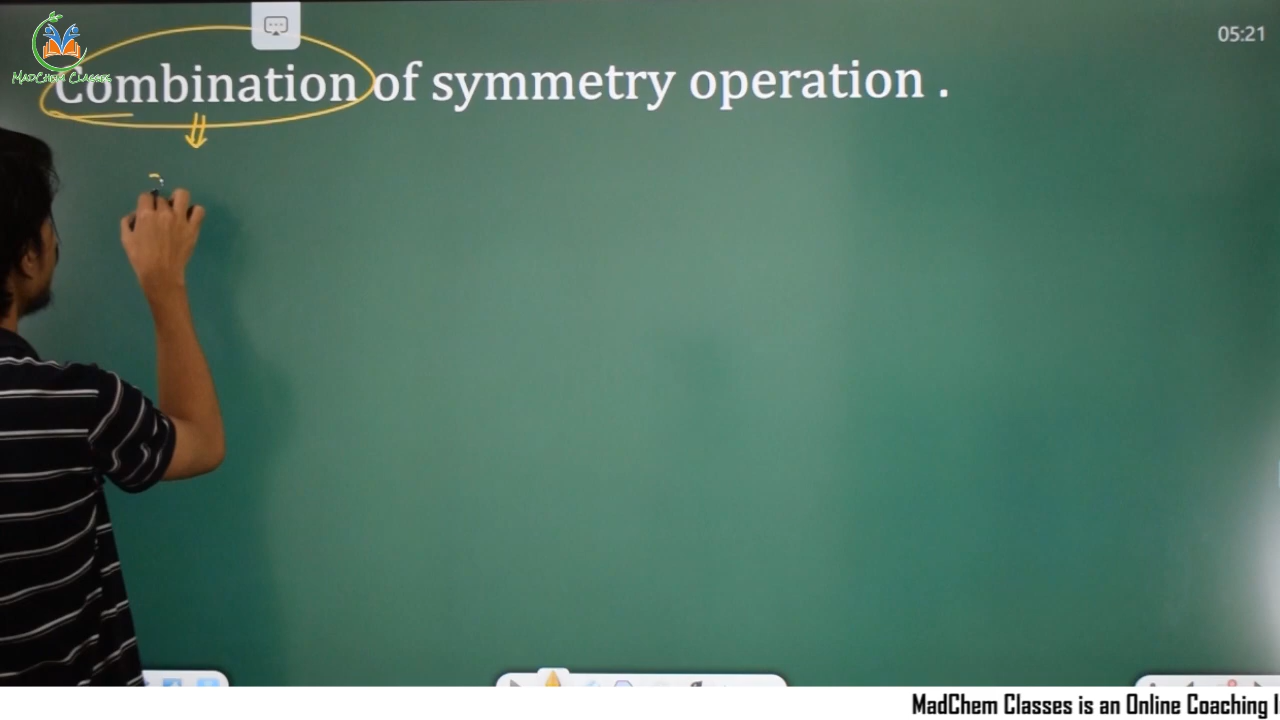 MadChem Classes
05:21
Combination of symmetry operation .
MadChem Classes is an Online Coaching I